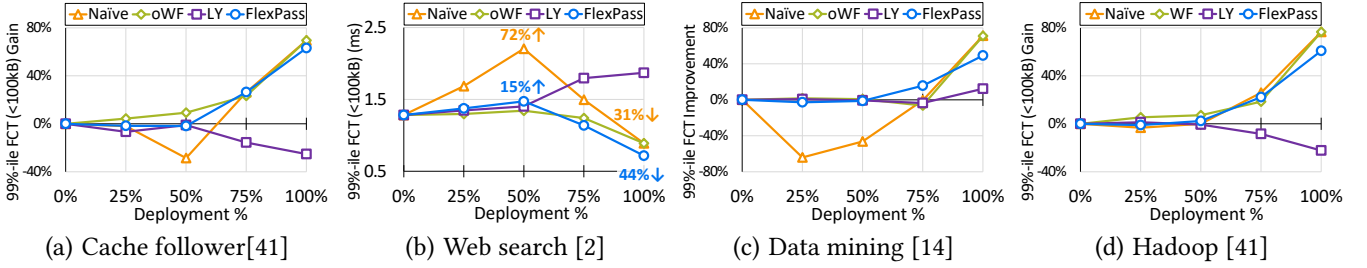 Naïve oWF LY FlexPass
99%-ile FCT (<100kB) Gain
80%
40%
0%
-40%
0% 25% 50% 75% 100%
Deployment %
(a) Cache follower[41]
Naïve oWF LY FlexPass
99%-ile FCT (<100kB) (ms)
2.5
1.5
0.5
72%↑
15%↑
31%↓
44%↓
0% 25% 50% 75% 100%
Deployment %
(b) Web search [2]
Naïve oWF LY FlexPass
99%-ile FCT Improvement
80%
40%
0%
-40%
-80%
0% 25% 50% 75% 100%
Deployment %
(c) Data mining [14]
Naïve WF LY FlexPass
99%-ile FCT (<100kB) Gain
80%
40%
0%
-40%
0% 25% 50% 75% 100%
Deployment %
(d) Hadoop [41]